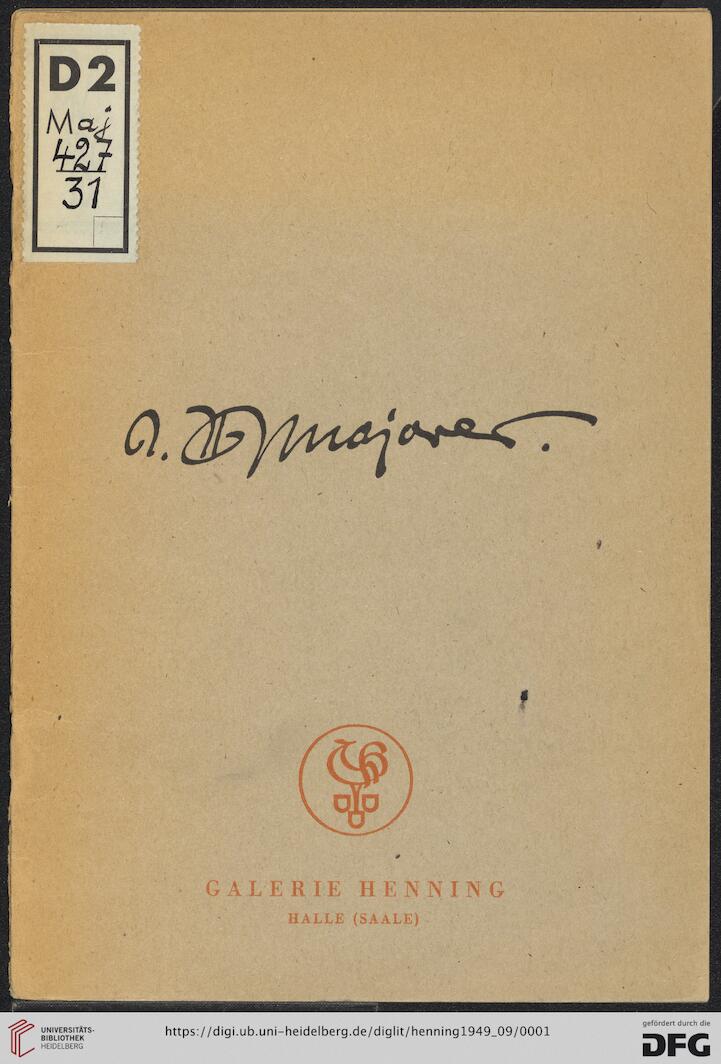 D2
Maj
427
31
Majores.
GALERIE HENNING
HALLE (SAALE)
UNIVERSITÄTS-
BIBLIOTHEK
HEIDELBERG
https://digi.ub.uni-heidelberg.de/diglit/henning1949_09/0001
gefördert durch die
DFG